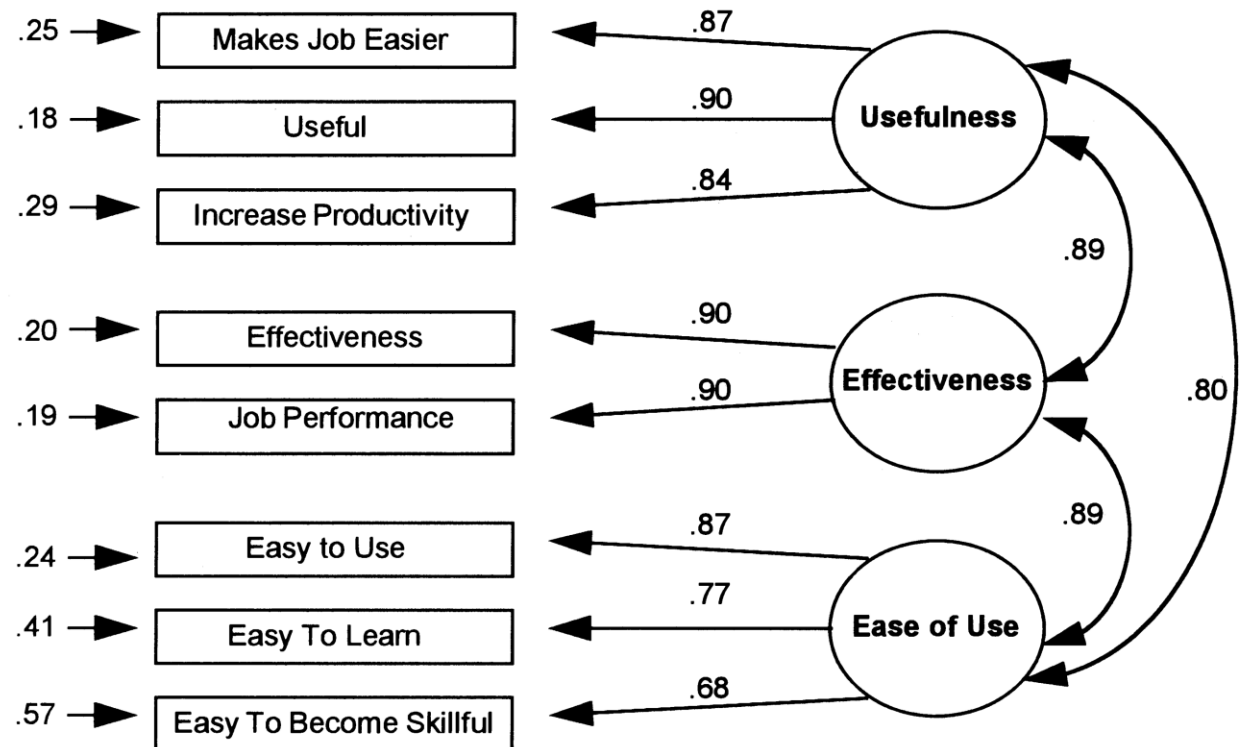 .25
Makes Job Easier
.87
.18
Useful
.90
Usefulness
.29
Increase Productivity
.84
.89
.20
Effectiveness
.90
Effectiveness
.80
.19
Job Performance
.90
.89
.24
Easy to Use
.87
.41
Easy To Learn
.77
Ease of Use
.57
Easy To Become Skillful
.68